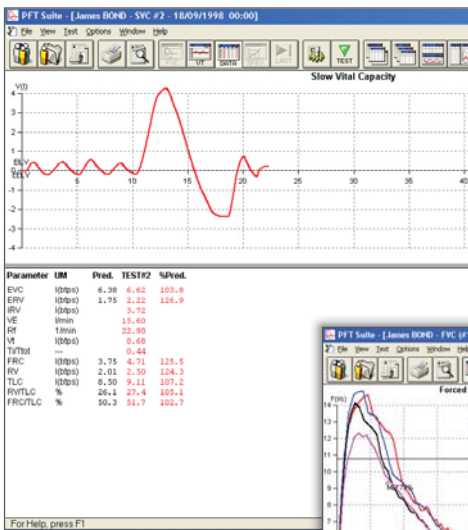 PFT Suite - [James BOND - SVC #2 - 18/09/1998 00:00]
File View Test Options Window Help
VT DATA LAST TEST
Slow Vital Capacity
V(l)
4
3
2
1
0
-1
-2
-3
-4
5 10 15 20 25 30 35 40
Parameter UM Pred. TEST#2 %Pred.
EVC l(btps) 6.38 6.62 103.8
ERV l(btps) 1.75 2.22 126.9
IRV l(btps) 3.72
VE l/min 15.60
Rf 1/min 22.90
Vt l(btps) 0.68
Ti/Ttot --- 0.44
FRC l(btps) 3.75 4.71 125.5
RV l(btps) 2.01 2.50 124.3
TLC l(btps) 8.50 9.11 107.2
RV/TLC % 26.1 27.4 105.1
FRC/TLC % 50.3 51.7 102.7
For Help, press F1
PFT Suite - [James BOND - FVC (#
File View Test Options Window Hel
Forced
F(l/s)
14
13
12
11
10
9
8
7